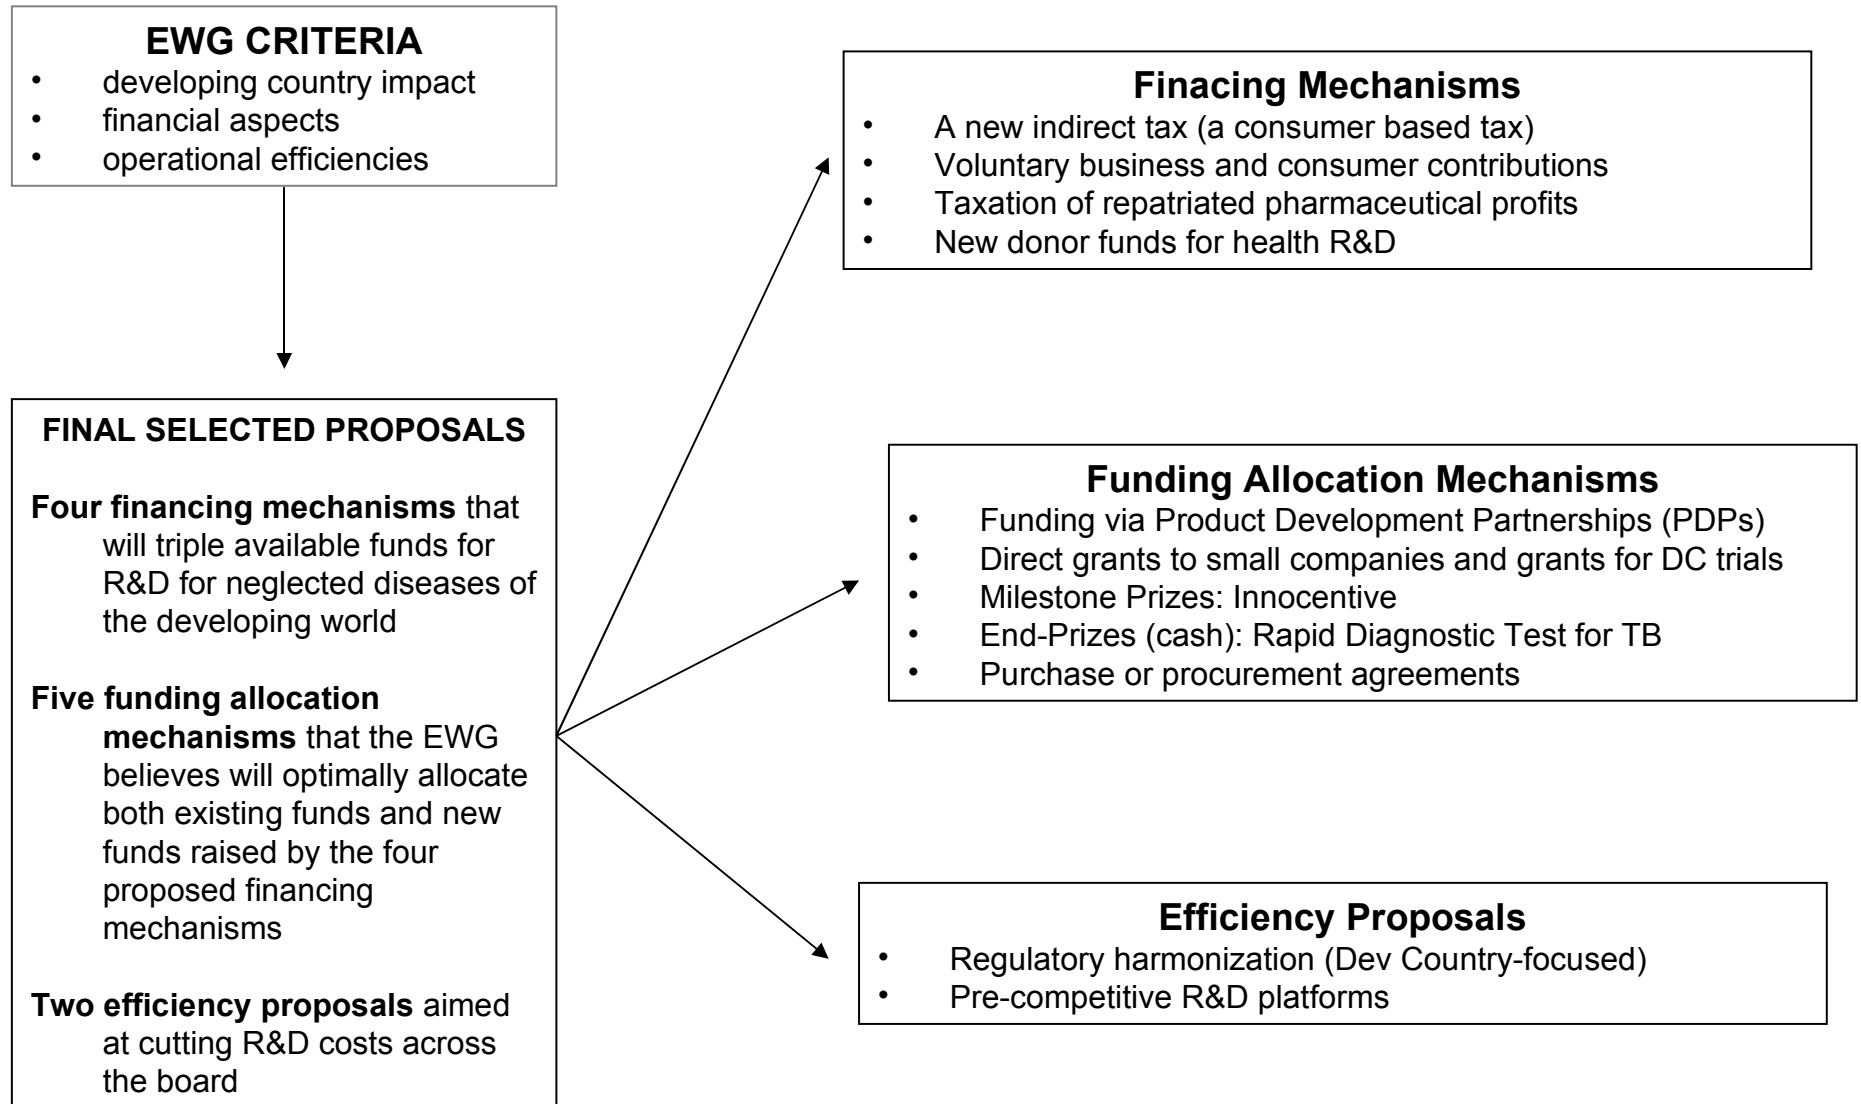 EWG CRITERIA
• developing country impact
• financial aspects
• operational efficiencies
FINAL SELECTED PROPOSALS
Four financing mechanisms that
will triple available funds for
R&D for neglected diseases of
the developing world
Five funding allocation
mechanisms that the EWG
believes will optimally allocate
both existing funds and new
funds raised by the four
proposed financing
mechanisms
Two efficiency proposals aimed
at cutting R&D costs across
the board
Finacing Mechanisms
• A new indirect tax (a consumer based tax)
• Voluntary business and consumer contributions
• Taxation of repatriated pharmaceutical profits
• New donor funds for health R&D
Funding Allocation Mechanisms
• Funding via Product Development Partnerships (PDPs)
• Direct grants to small companies and grants for DC trials
• Milestone Prizes: Innocentive
• End-Prizes (cash): Rapid Diagnostic Test for TB
• Purchase or procurement agreements
Efficiency Proposals
• Regulatory harmonization (Dev Country-focused)
• Pre-competitive R&D platforms